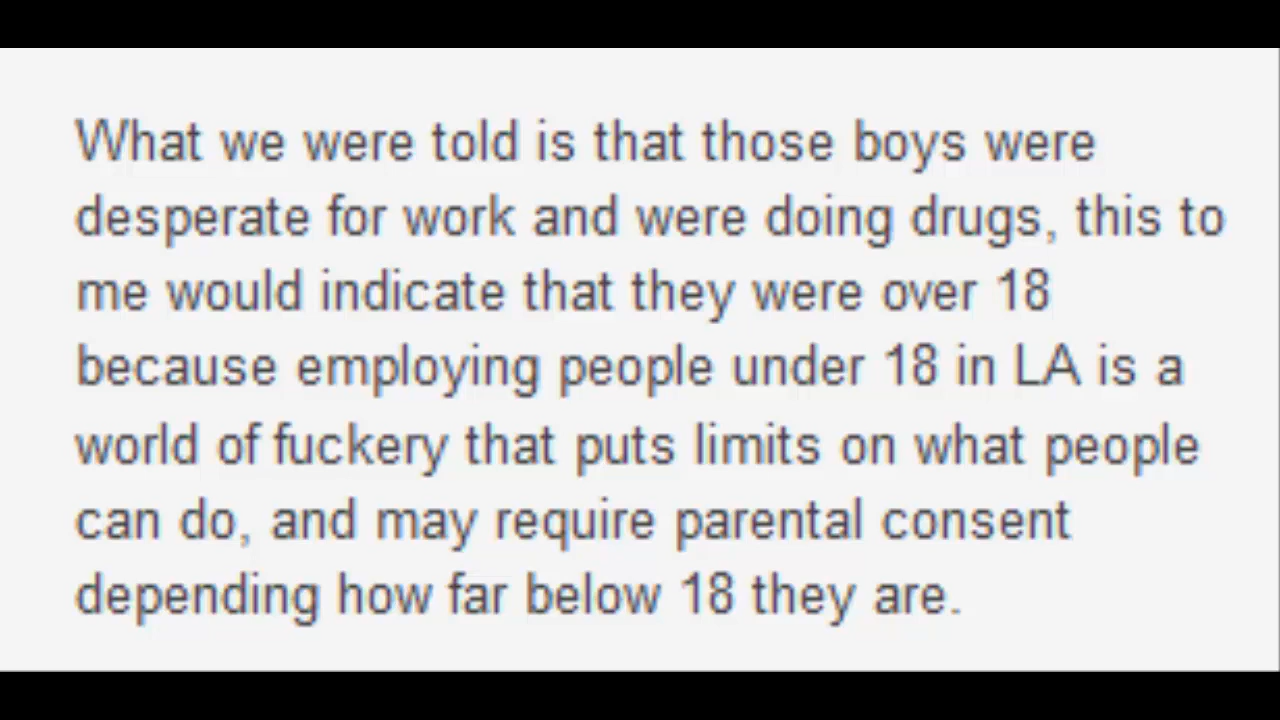 What we were told is that those boys were
desperate for work and were doing drugs, this to
me would indicate that they were over 18
because employing people under 18 in LA is a
world of fuckery that puts limits on what people
can do, and may require parental consent
depending how far below 18 they are.